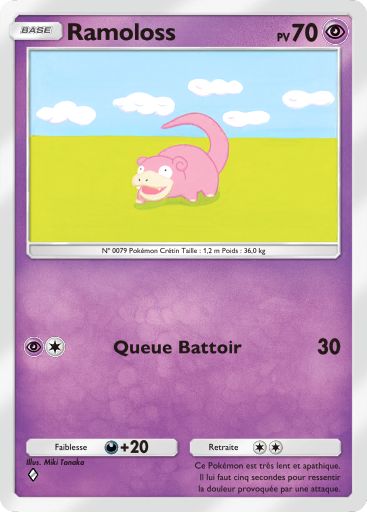 BASE Ramoloss PV 70
N° 0079 Pokémon Crétin Taille : 1,2 m Poids : 36,0 kg
Queue Battoir 30
Faiblesse +20 Retraite
Illus. Miki Tanaka
Ce Pokémon est très lent et apathique.
Il lui faut cinq secondes pour ressentir
la douleur provoquée par une attaque.